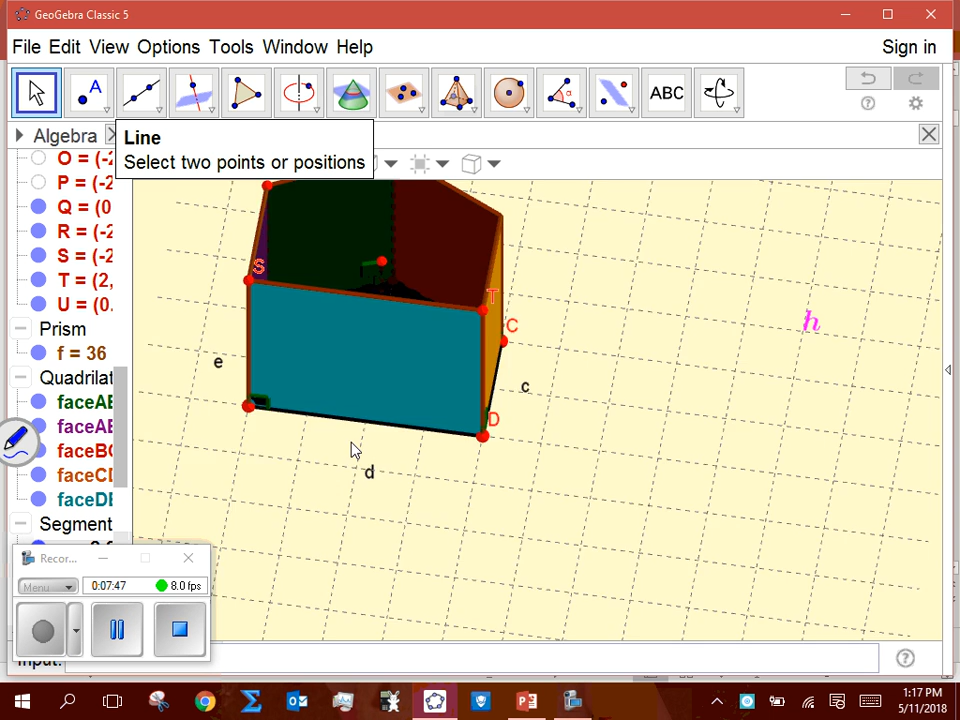 GeoGebra Classic 5
File Edit View Options Tools Window Help Sign in
A
α
ABC
Algebra
Line
Select two points or positions
O = (-2
P = (-2
Q = (0
R = (-2
S = (-2
T = (2,
U = (0.
Prism
f = 36
Quadrilat
faceAE
faceAE
faceBC
faceCD
faceDE
Segment
S
T
C
D
e
c
d
h
Recor...
Menu
0:07:47
8.0 fps
Input:
1:17 PM
5/11/2018